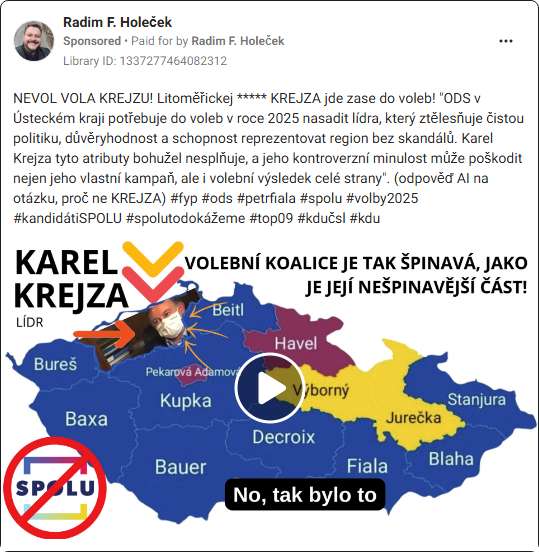 Radim F. Holeček
Sponsored • Paid for by Radim F. Holeček
Library ID: 1337277464082312
NEVOL VOLA KREJZU! Litoměřickej ***** KREJZA jde zase do voleb! "ODS v
Ústeckém kraji potřebuje do voleb v roce 2025 nasadit lídra, který ztělesňuje čistou
politiku, důvěryhodnost a schopnost reprezentovat region bez skandálů. Karel
Krejza tyto atributy bohužel nesplňuje, a jeho kontroverzní minulost může poškodit
nejen jeho vlastní kampaň, ale i volební výsledek celé strany". (odpověď AI na
otázku, proč ne KREJZA) #fyp #ods #petrfiala #spolu #volby2025
#kandidátiSPOLU #spolutodokážeme #top09 #kdučsl #kdu
KAREL
KREJZA
LÍDR
VOLEBNÍ KOALICE JE TAK ŠPINAVÁ, JAKO
JE JEJÍ NEŠPINAVĚJŠÍ ČÁST!
Beitl
Havel
Bureš
Pekarová Adamová
Výborný
Kupka
Stanjura
Baxa
Jurečka
Decroix
Bauer
Fiala
Blaha
SPOLU
No, tak bylo to